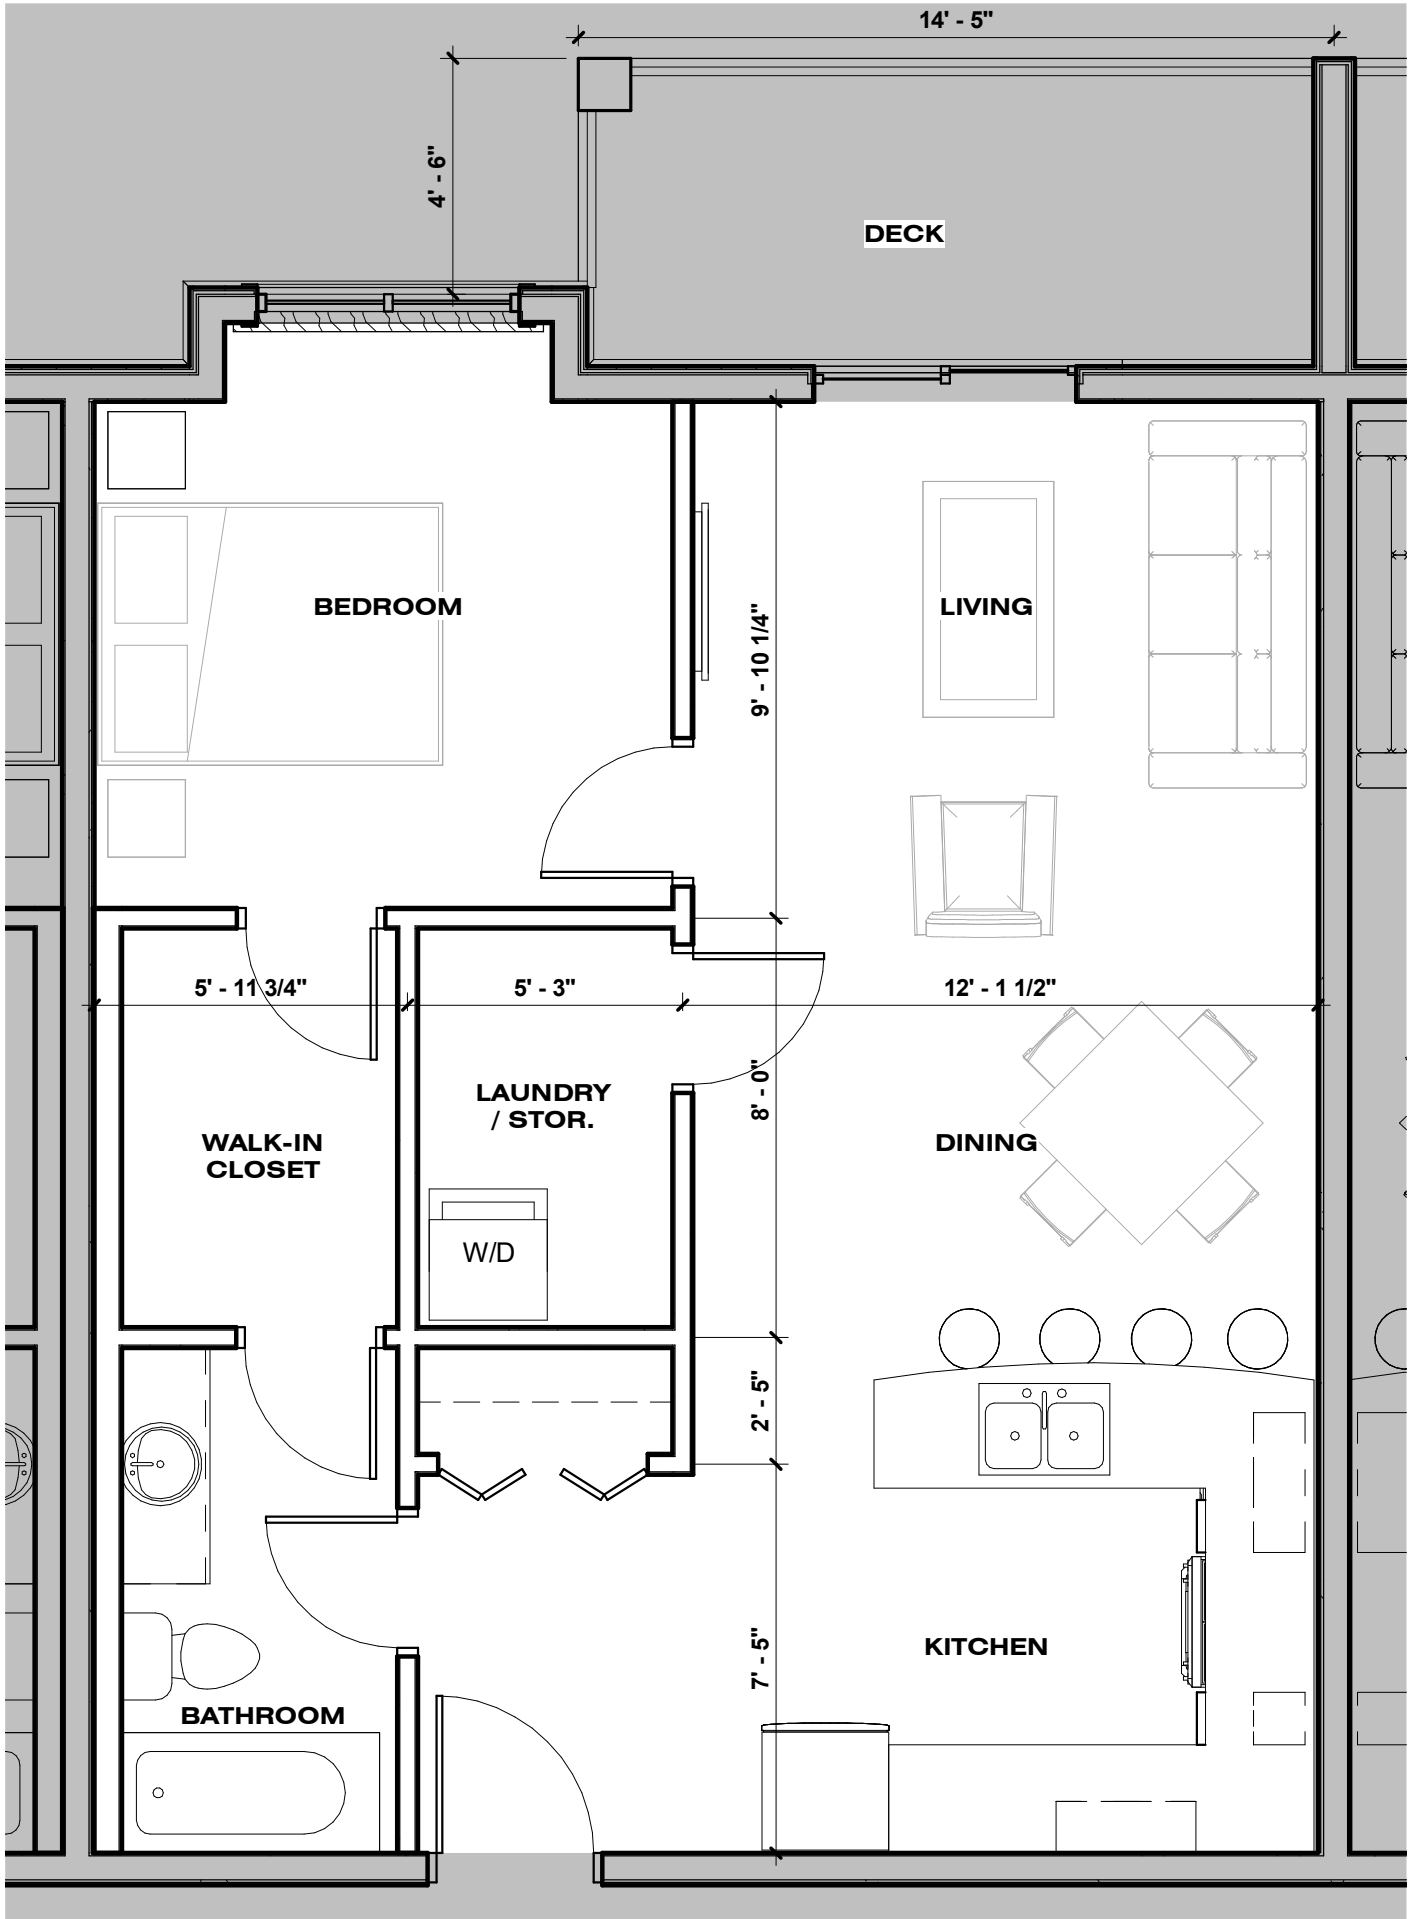 14' - 5"
4' - 6"
DECK
BEDROOM
LIVING
9' - 10 1/4"
5' - 11 3/4"
5' - 3"
12' - 1 1/2"
LAUNDRY
/ STOR.
8' - 0"
WALK-IN
CLOSET
DINING
W/D
2' - 5"
7' - 5"
KITCHEN
BATHROOM